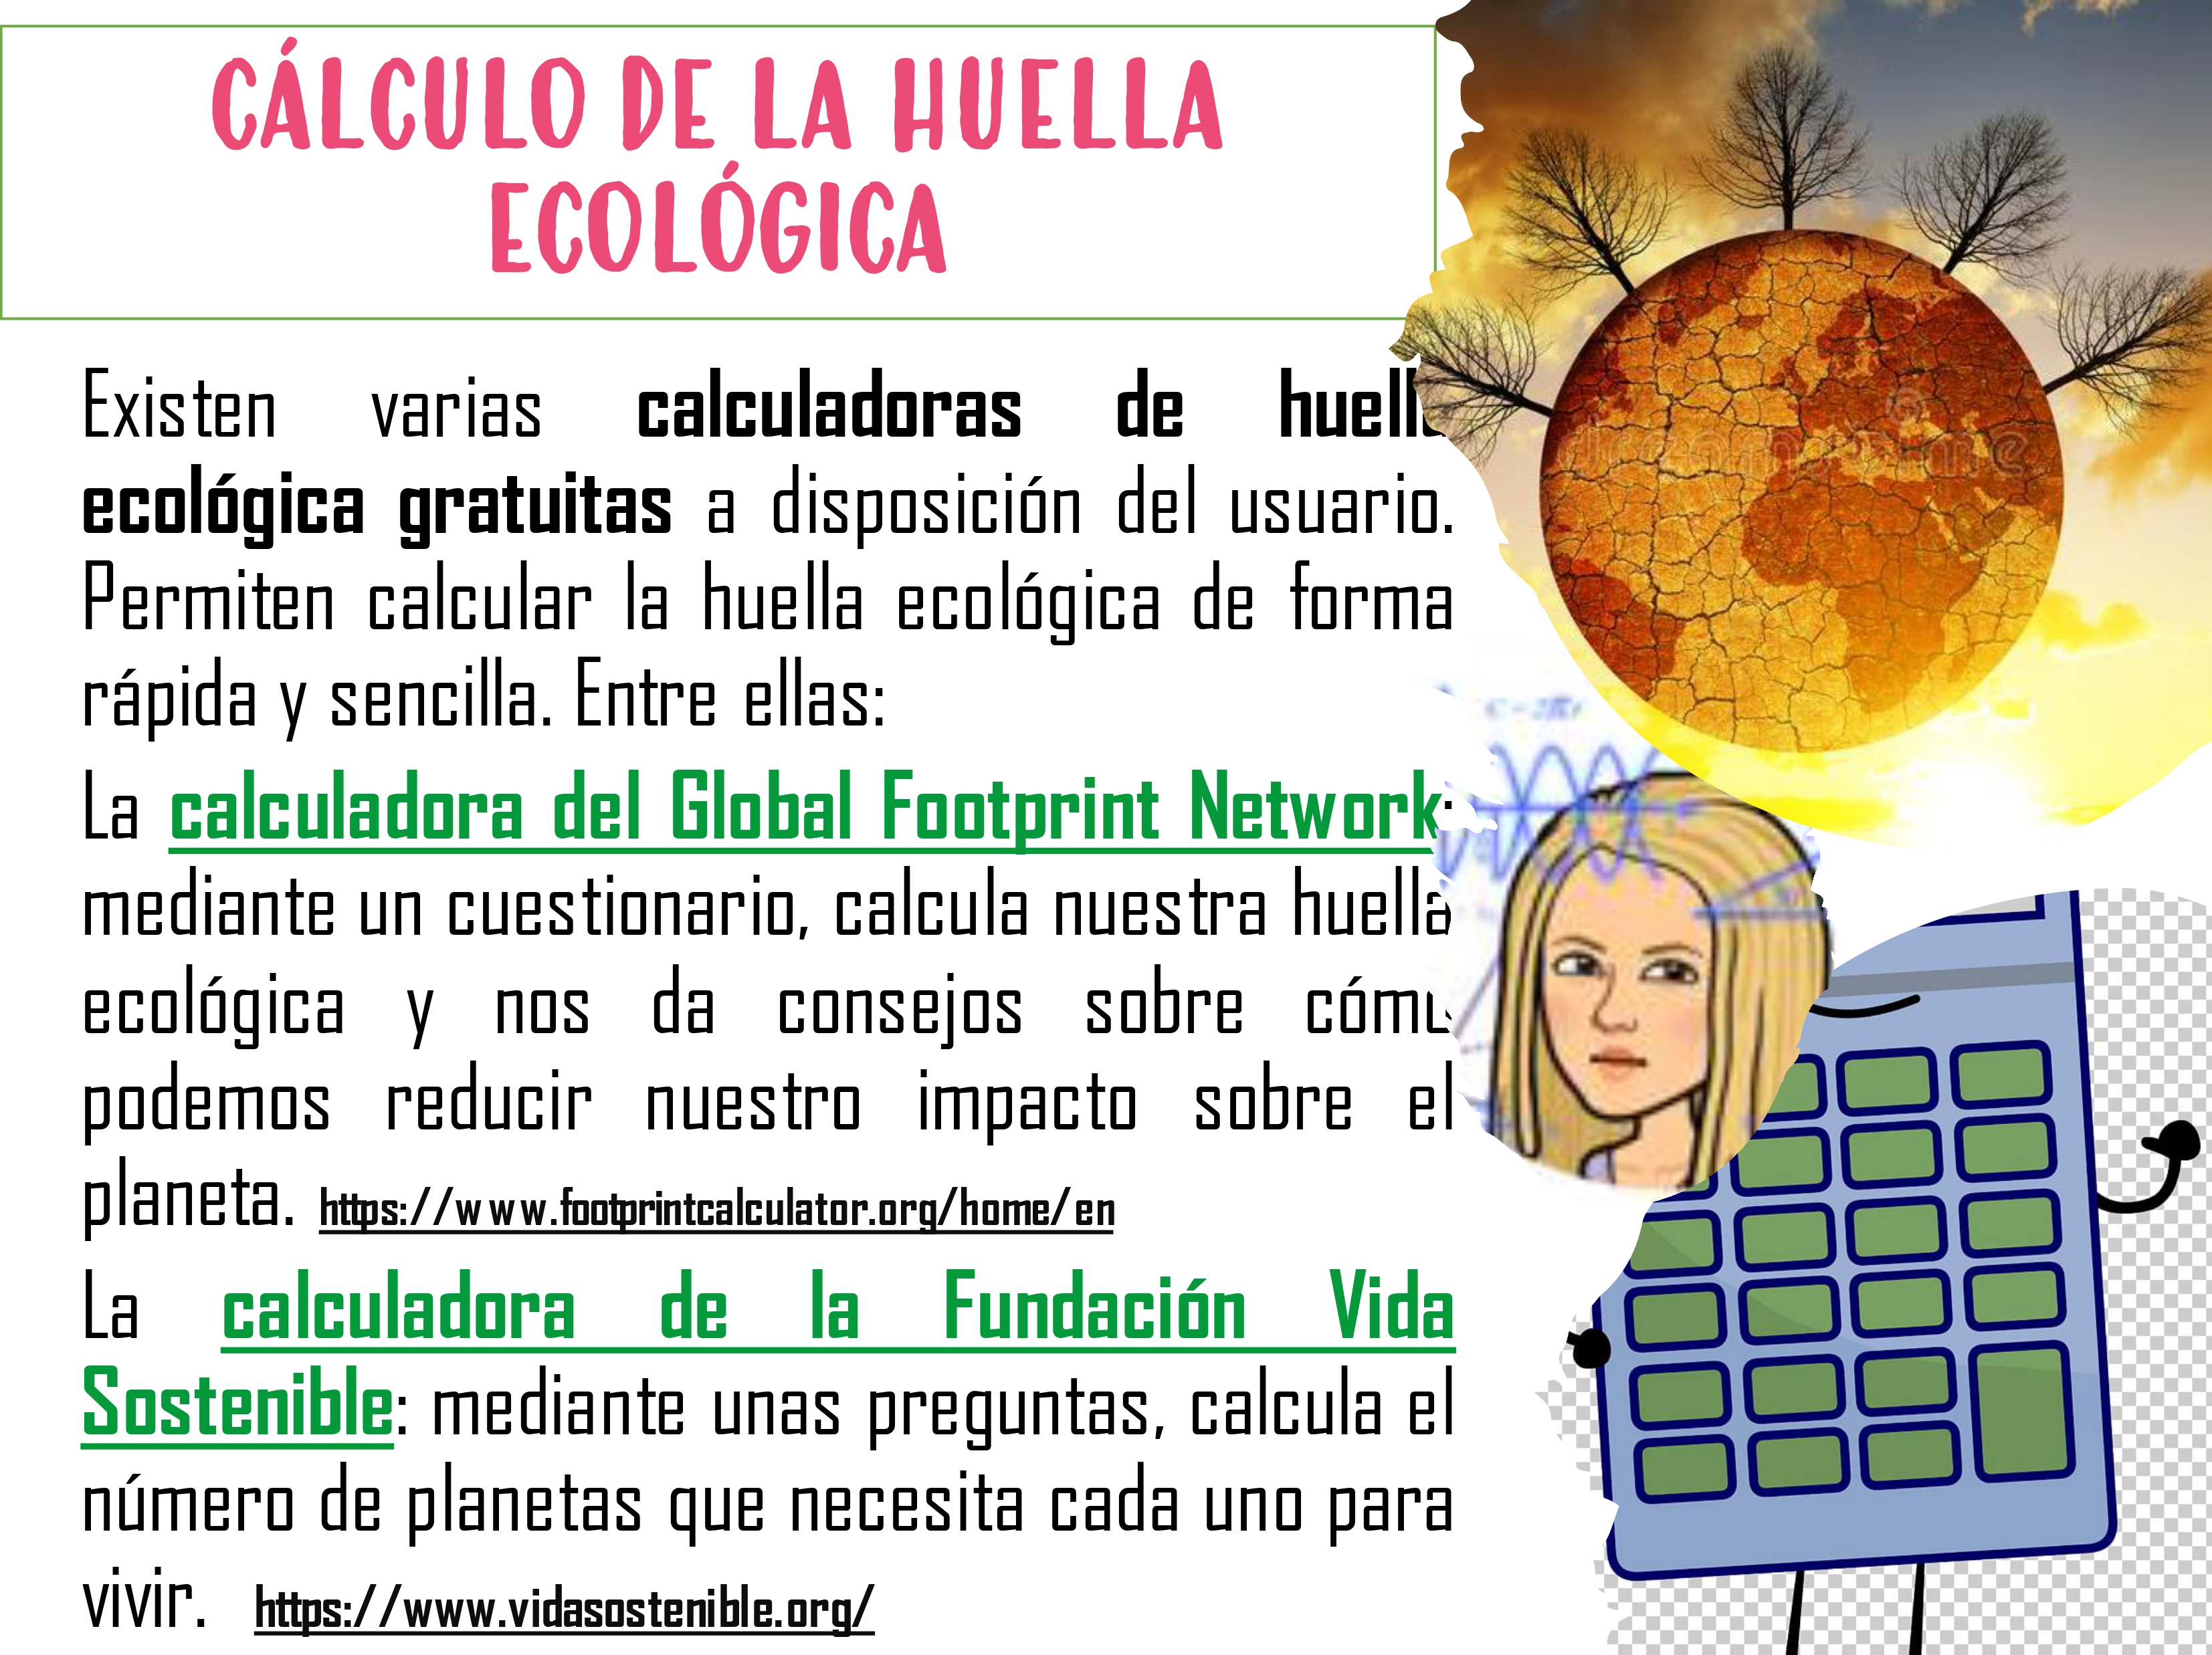 CÁLCULO DE LA HUELLA
ECOLÓGICA
Existen varias calculadoras de huella
ecológica gratuitas a disposición del usuario.
Permiten calcular la huella ecológica de forma
rápida y sencilla. Entre ellas:
La calculadora del Global Footprint Network:
mediante un cuestionario, calcula nuestra huella
ecológica y nos da consejos sobre cómo
podemos reducir nuestro impacto sobre el
planeta. https://www.footprintcalculator.org/home/en
La calculadora de la Fundación Vida
Sostenible: mediante unas preguntas, calcula el
número de planetas que necesita cada uno para
vivir. https://www.vidasostenible.org/
dreamstime
C=2πr